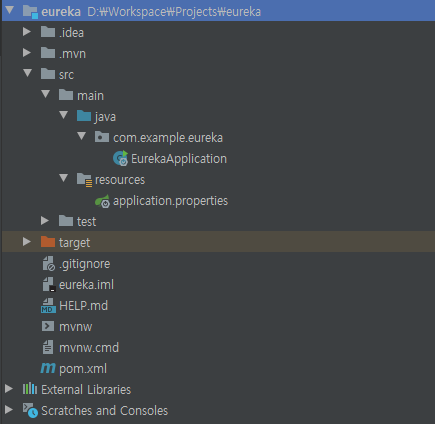 eureka D:₩Workspace₩Projects₩eureka
.idea
.mvn
src
main
java
com.example.eureka
EurekaApplication
resources
application.properties
test
target
.gitignore
eureka.iml
MD HELP.md
mvnw
mvnw.cmd
m pom.xml
External Libraries
Scratches and Consoles